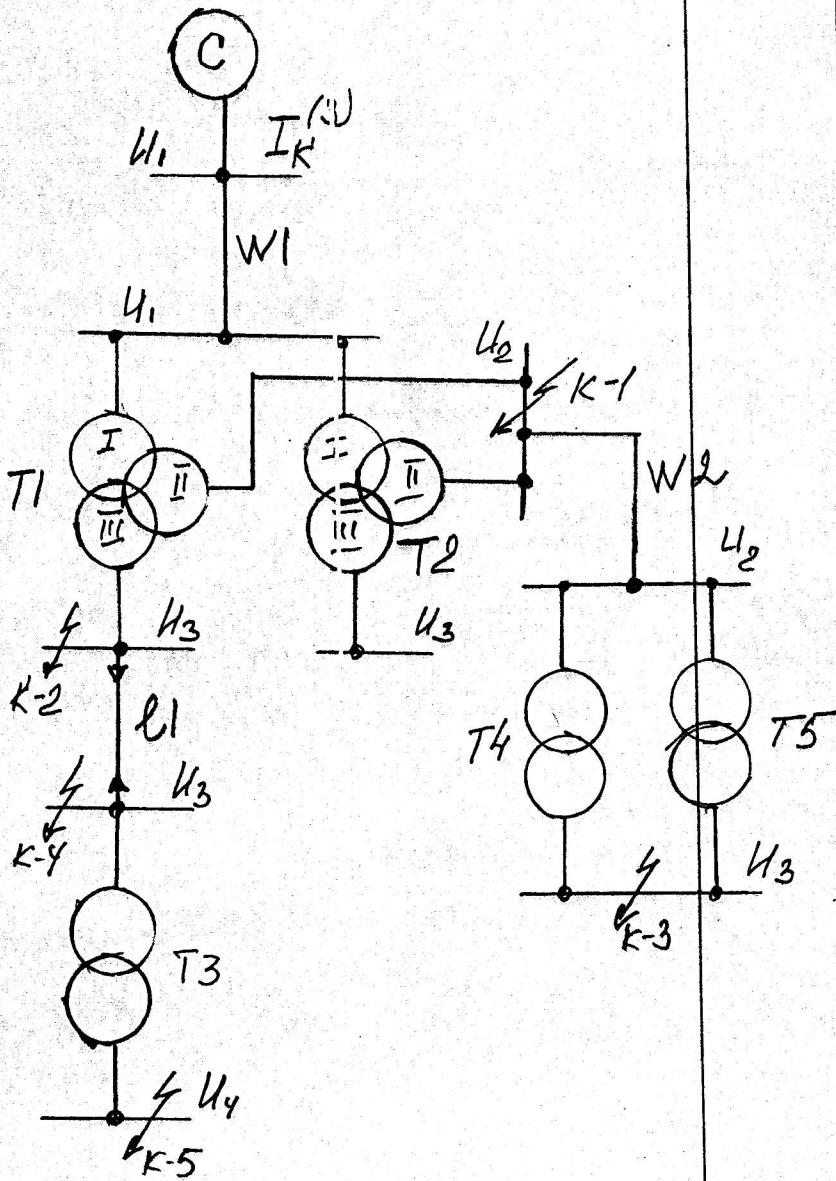 C
U₁ I_K⁽³⁾
W1
U₁
U₂
K-1
I
II
T1
III
II
III
T2
W2
U₂
U₃
K-2
U₃
l1
T4
T5
U₃
K-4
U₃
K-3
T3
U₄
K-5